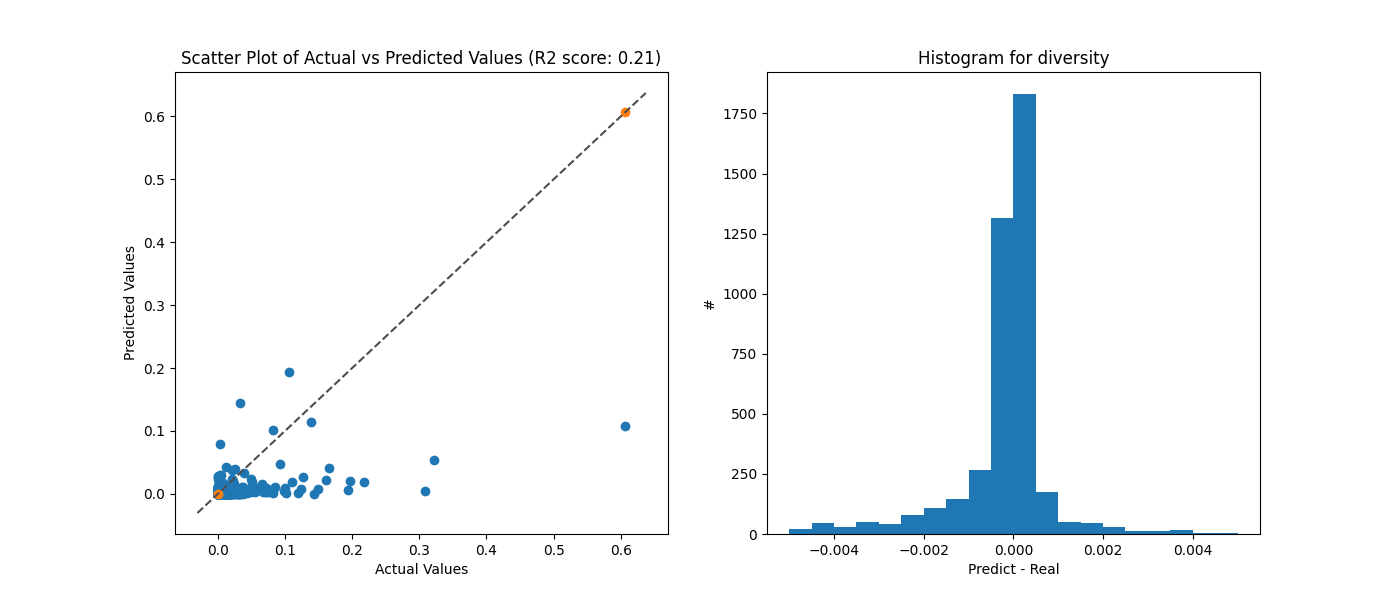 Scatter Plot of Actual vs Predicted Values (R2 score: 0.21)
Predicted Values
0.6
0.5
0.4
0.3
0.2
0.1
0.0
0.0 0.1 0.2 0.3 0.4 0.5 0.6
Actual Values
Histogram for diversity
#
1750
1500
1250
1000
750
500
250
0
−0.004 −0.002 0.000 0.002 0.004
Predict - Real